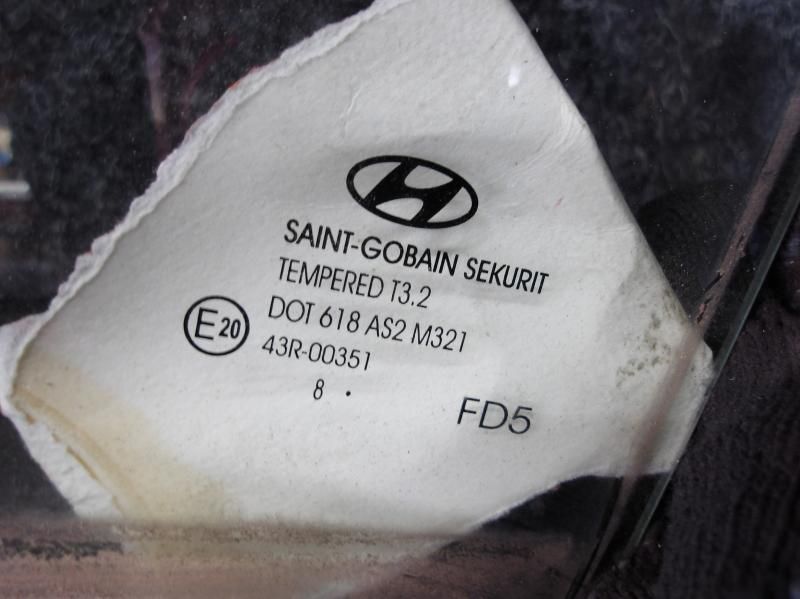 SAINT-GOBAIN SEKURIT
TEMPERED T3.2
DOT 618 AS2 M321
E20
43R-00351
8 .
FD5